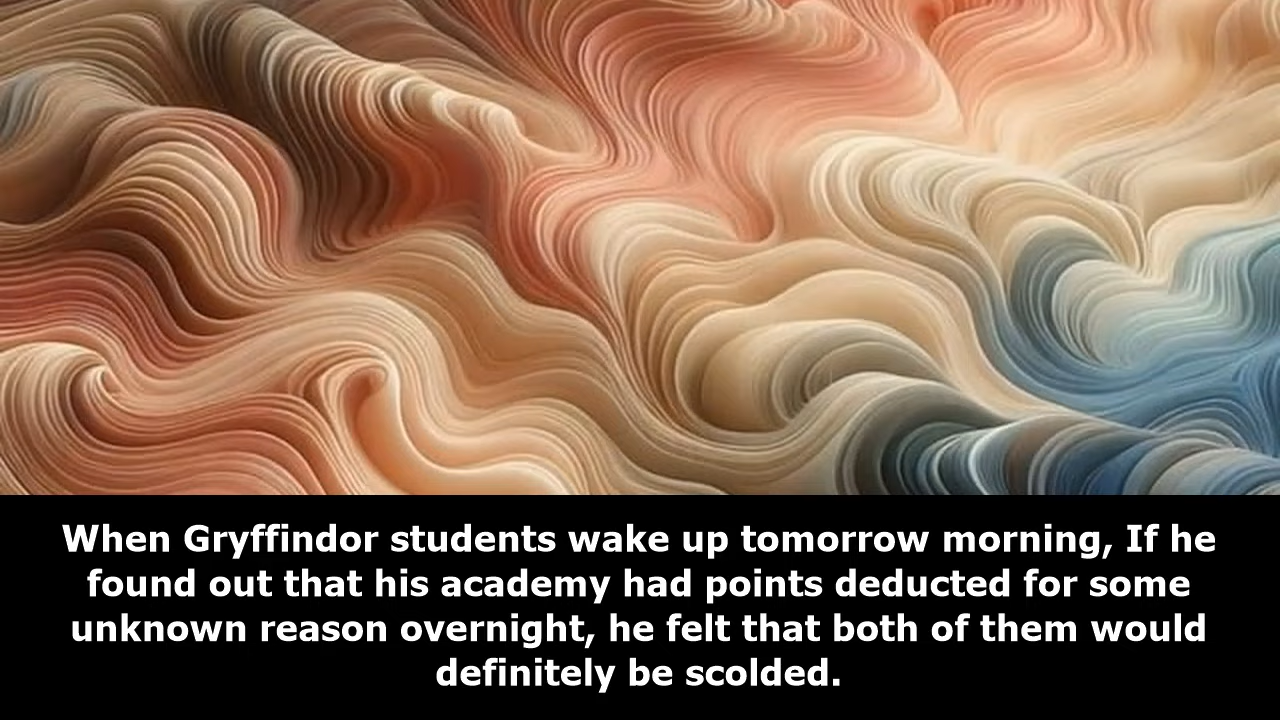 When Gryffindor students wake up tomorrow morning, If he
found out that his academy had points deducted for some
unknown reason overnight, he felt that both of them would
definitely be scolded.